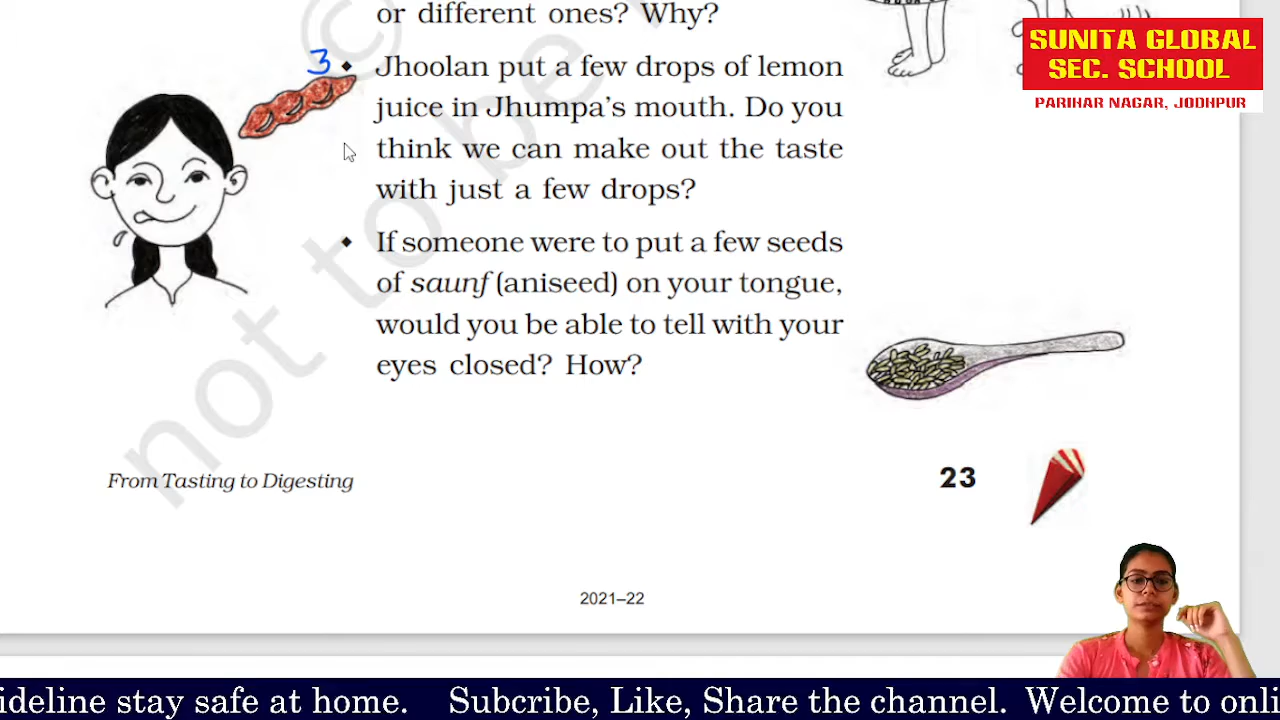 or different ones? Why?
SUNITA GLOBAL
SEC. SCHOOL
PARIHAR NAGAR, JODHPUR
3
◆ Jhoolan put a few drops of lemon
juice in Jhumpa's mouth. Do you
think we can make out the taste
with just a few drops?
◆ If someone were to put a few seeds
of saunf (aniseed) on your tongue,
would you be able to tell with your
eyes closed? How?
not to be
©
From Tasting to Digesting
23
2021–22
ideline stay safe at home. Subcribe, Like, Share the channel. Welcome to onli